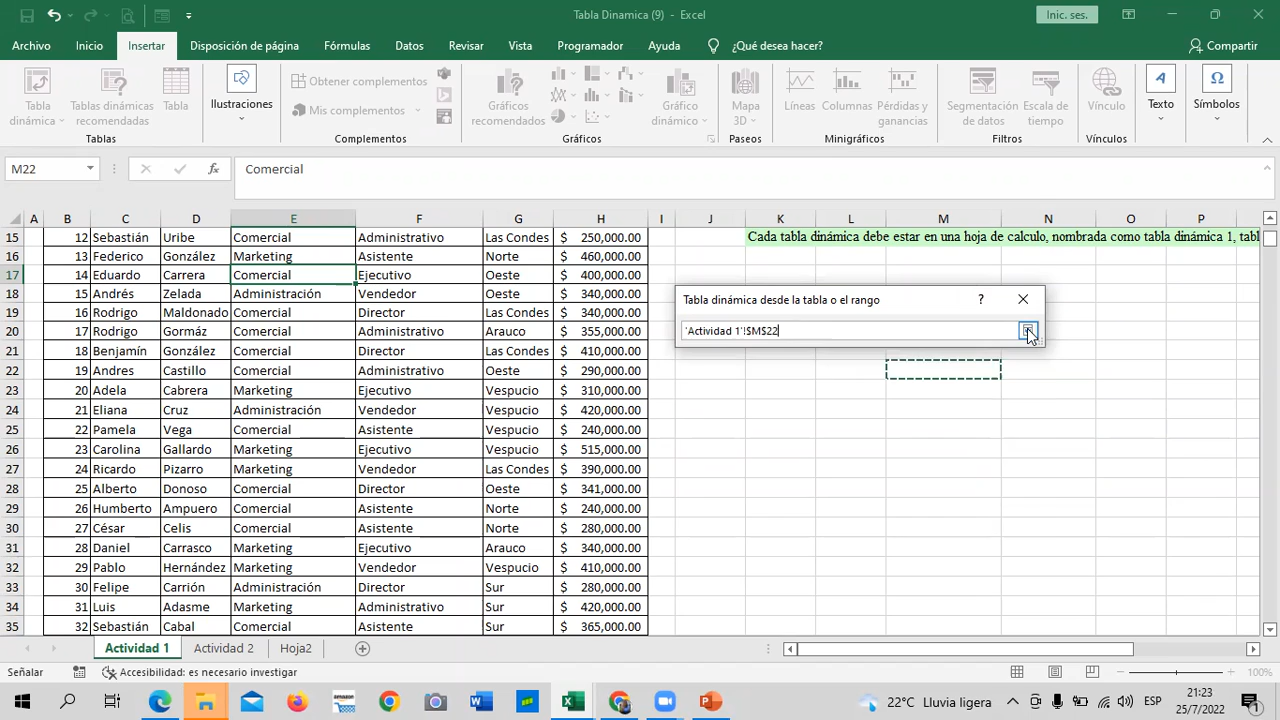 Tabla Dinamica (9) - Excel
Inic. ses.
Archivo Inicio Insertar Disposición de página Fórmulas Datos Revisar Vista Programador Ayuda ¿Qué desea hacer? Compartir
Tabla dinámica
Tablas dinámicas recomendadas
Tabla
Ilustraciones
Obtener complementos
Mis complementos
Gráficos recomendados
Gráfico dinámico
Mapa 3D
Líneas
Columnas
Pérdidas y ganancias
Segmentación de datos
Escala de tiempo
Vínculo
Texto
Símbolos
Tablas Complementos Gráficos Paseos Minigráficos Filtros Vínculos
M22 fx Comercial
A B C D E F G H I J K L M N O P
15 12 Sebastián Uribe Comercial Administrativo Las Condes $ 250,000.00 Cada tabla dinámica debe estar en una hoja de calculo, nombrada como tabla dinámica 1, tabl
16 13 Federico González Marketing Asistente Norte $ 460,000.00
17 14 Eduardo Carrera Comercial Ejecutivo Oeste $ 400,000.00
18 15 Andrés Zelada Administración Vendedor Oeste $ 340,000.00
19 16 Rodrigo Maldonado Comercial Director Sur $ 340,000.00
20 17 Rodrigo Gormáz Comercial Administrativo Arauco $ 355,000.00
21 18 Benjamín González Comercial Director Las Condes $ 410,000.00
22 19 Andres Castillo Comercial Administrativo Oeste $ 290,000.00
23 20 Adela Cabrera Marketing Ejecutivo Vespucio $ 310,000.00
24 21 Eliana Cruz Administración Vendedor Vespucio $ 420,000.00
25 22 Pamela Vega Comercial Asistente Vespucio $ 240,000.00
26 23 Carolina Gallardo Marketing Ejecutivo Vespucio $ 515,000.00
27 24 Ricardo Pizarro Marketing Vendedor Las Condes $ 390,000.00
28 25 Alberto Donoso Comercial Director Oeste $ 341,000.00
29 26 Humberto Ampuero Comercial Asistente Norte $ 240,000.00
30 27 César Celis Comercial Asistente Norte $ 280,000.00
31 28 Daniel Carrasco Marketing Ejecutivo Arauco $ 340,000.00
32 29 Pablo Hernández Marketing Vendedor Vespucio $ 410,000.00
33 30 Felipe Carrión Administración Director Sur $ 280,000.00
34 31 Luis Adasme Marketing Administrativo Sur $ 420,000.00
35 32 Sebastián Cabal Comercial Asistente Sur $ 365,000.00
Tabla dinámica desde la tabla o el rango ?
'Actividad 1'!$M$22
Actividad 1 Actividad 2 Hoja2
Señalar Accesibilidad: es necesario investigar 100%
22°C Lluvia ligera ESP 21:23
25/7/2022